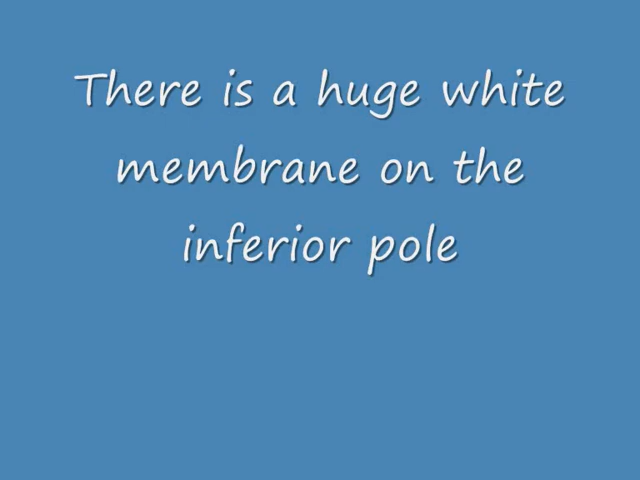 There is a huge white
membrane on the
inferior pole